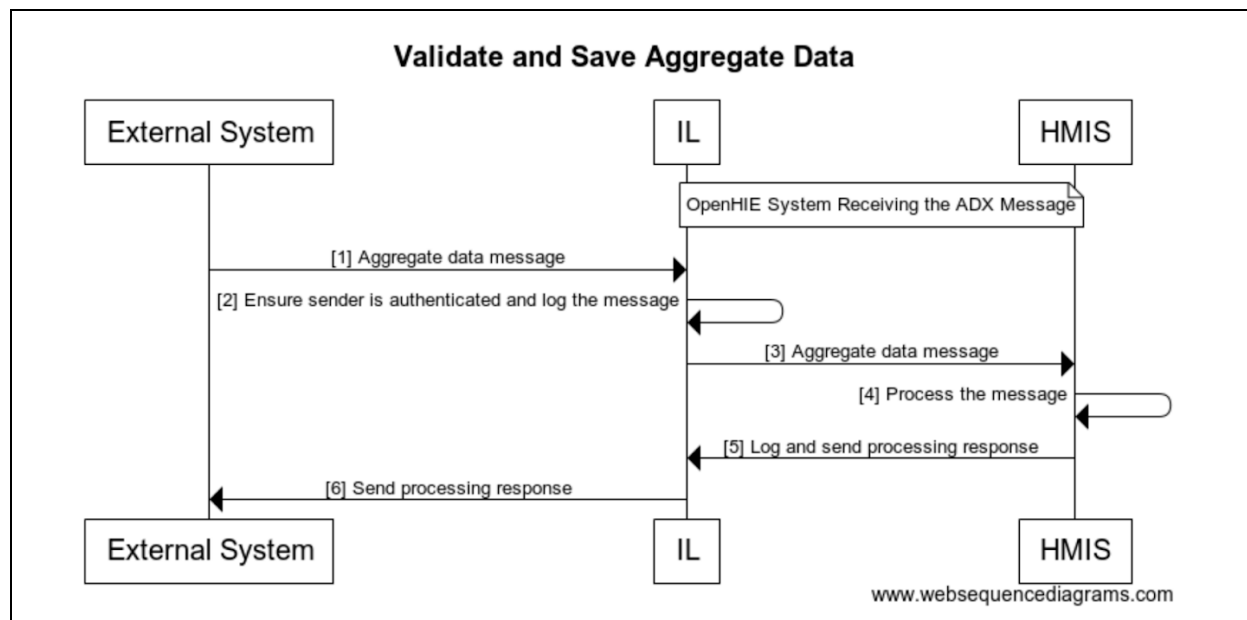 Validate and Save Aggregate Data
External System
IL
HMIS
OpenHIE System Receiving the ADX Message
[1] Aggregate data message
[2] Ensure sender is authenticated and log the message
[3] Aggregate data message
[4] Process the message
[5] Log and send processing response
[6] Send processing response
External System
IL
HMIS
www.websequencediagrams.com